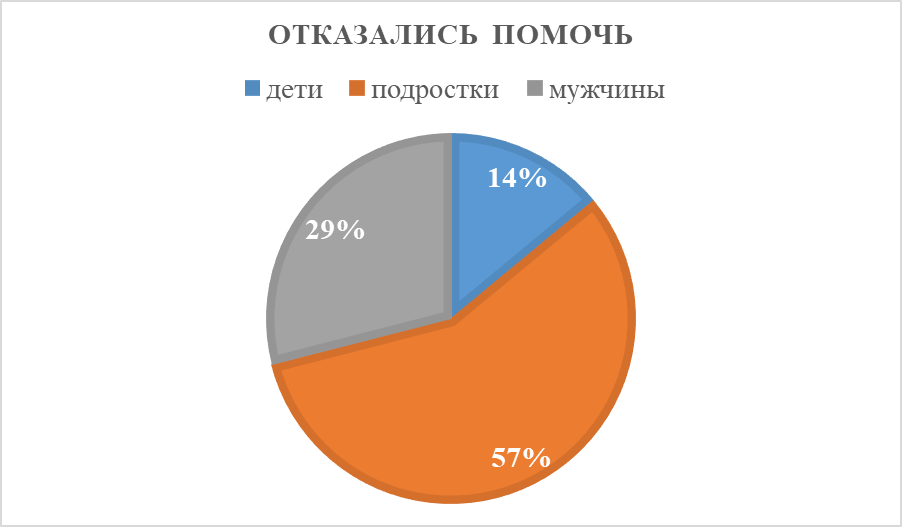 ОТКАЗАЛИСЬ ПОМОЧЬ
дети подростки мужчины
14%
29%
57%